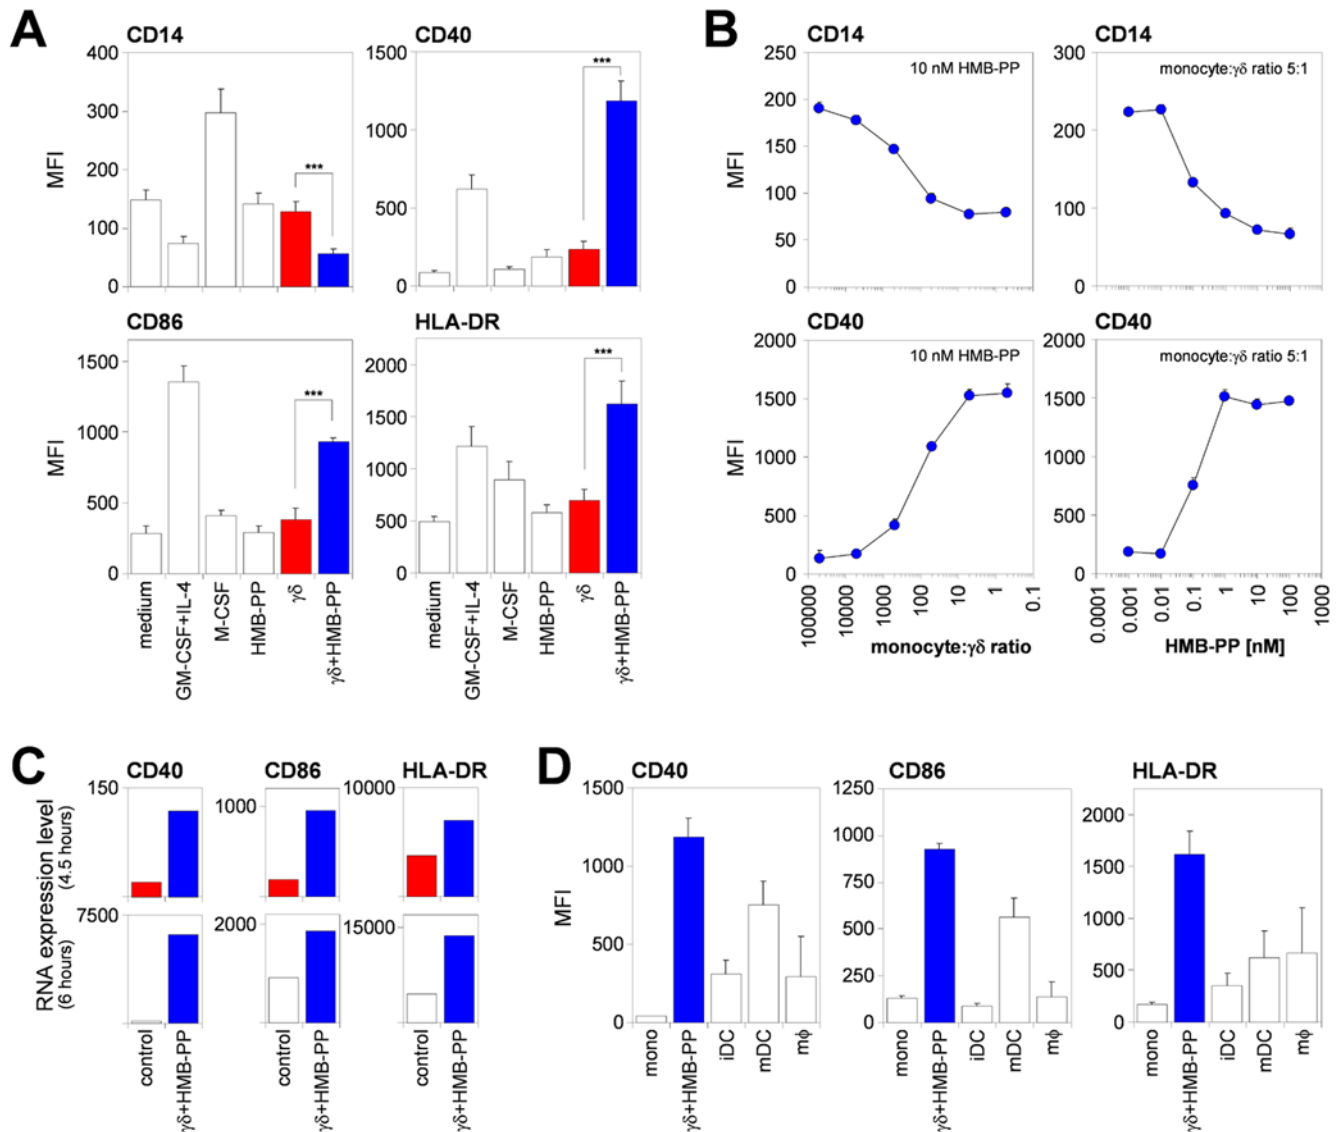 A
CD14
400
300
200
100
0
MFI
***
CD40
1500
1000
500
0
***
CD86
1500
1000
500
0
MFI
***
medium
GM-CSF+IL-4
M-CSF
HMB-PP
γδ
γδ+HMB-PP
HLA-DR
2000
1500
1000
500
0
***
medium
GM-CSF+IL-4
M-CSF
HMB-PP
γδ
γδ+HMB-PP
B
CD14
250
200
150
100
50
0
MFI
10 nM HMB-PP
CD14
300
200
100
0
monocyte:γδ ratio 5:1
CD40
2000
1500
1000
500
0
MFI
10 nM HMB-PP
100000
10000
1000
100
10
1
0.1
monocyte:γδ ratio
CD40
2000
1500
1000
500
0
monocyte:γδ ratio 5:1
0.0001
0.001
0.01
0.1
1
10
100
1000
HMB-PP [nM]
C
RNA expression level
(4.5 hours)
(6 hours)
CD40
150
7500
control
γδ+HMB-PP
CD86
1000
2000
control
γδ+HMB-PP
HLA-DR
10000
15000
control
γδ+HMB-PP
D
CD40
1500
1000
500
0
MFI
mono
γδ+HMB-PP
iDC
mDC
mϕ
CD86
1250
1000
750
500
250
0
mono
γδ+HMB-PP
iDC
mDC
mϕ
HLA-DR
2000
1500
1000
500
0
mono
γδ+HMB-PP
iDC
mDC
mϕ